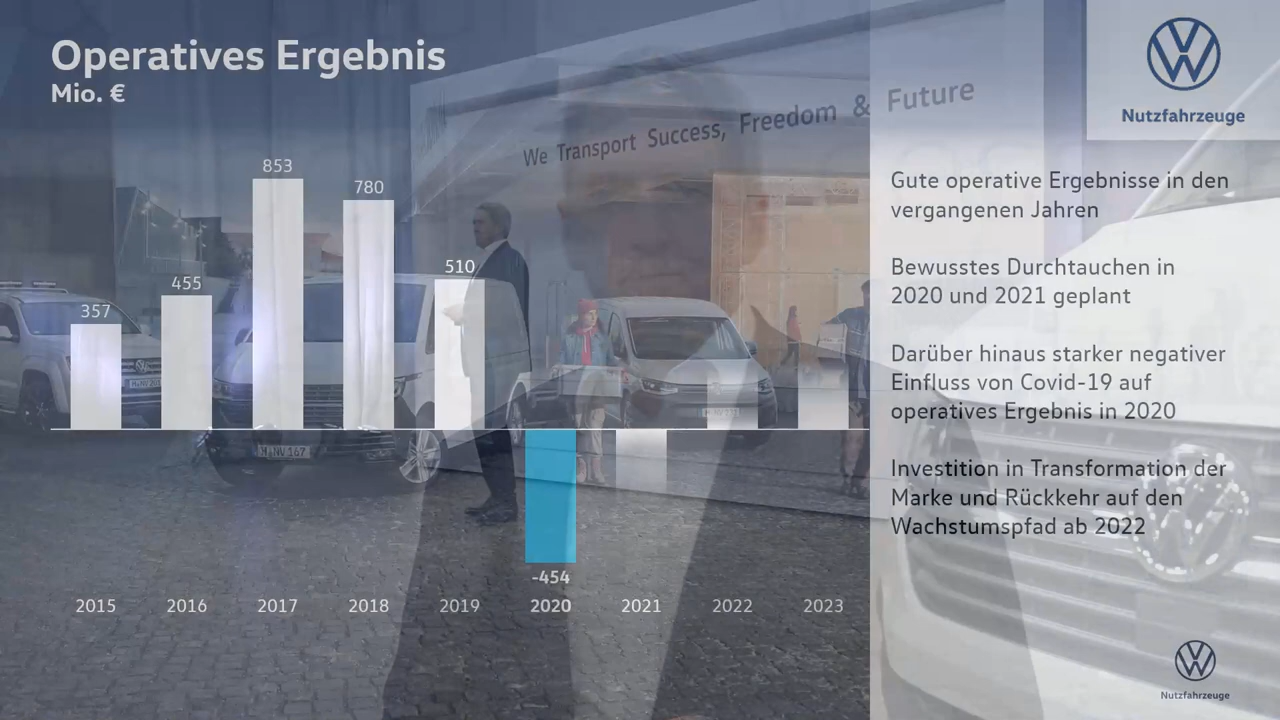 Operatives Ergebnis
Mio. €
Nutzfahrzeuge
We Transport Success, Freedom & Future
853
780
510
455
357
-454
2015 2016 2017 2018 2019 2020 2021 2022 2023
Gute operative Ergebnisse in den
vergangenen Jahren
Bewusstes Durchtauchen in
2020 und 2021 geplant
Darüber hinaus starker negativer
Einfluss von Covid-19 auf
operatives Ergebnis in 2020
Investition in Transformation der
Marke und Rückkehr auf den
Wachstumspfad ab 2022
Nutzfahrzeuge